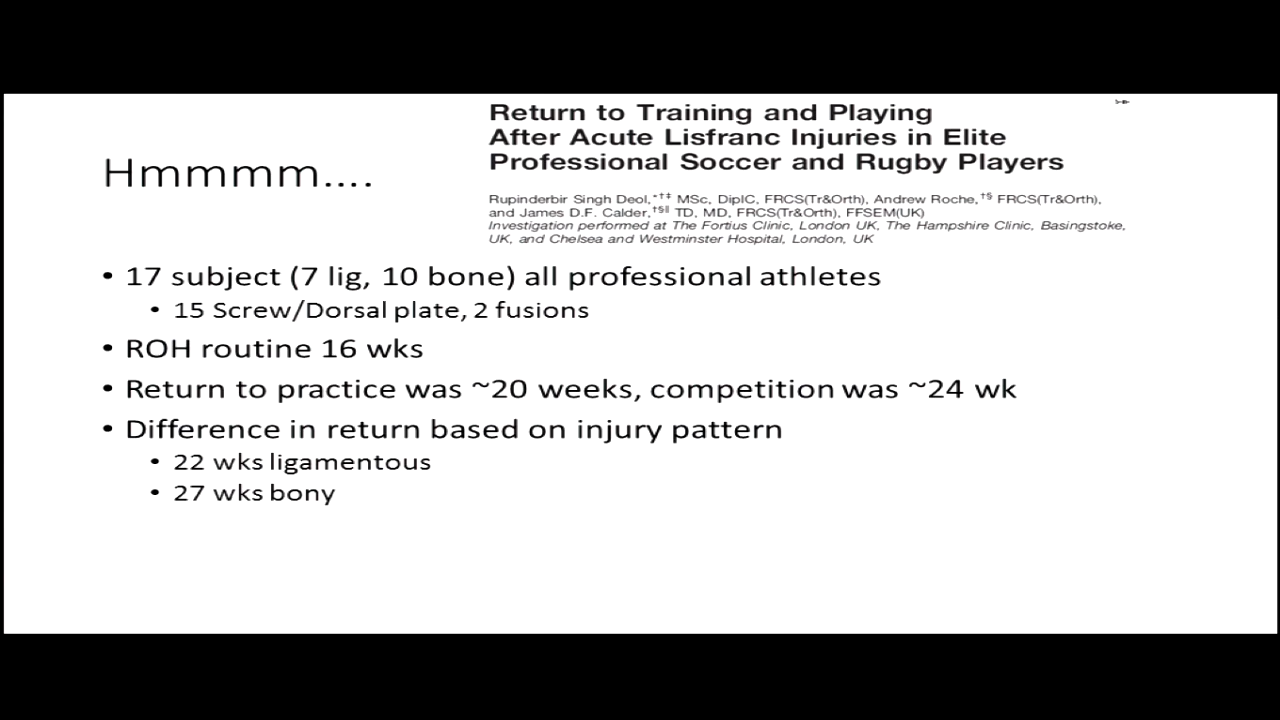 Hmmmm....
Return to Training and Playing
After Acute Lisfranc Injuries in Elite
Professional Soccer and Rugby Players
Rupinderbir Singh Deol,*†‡ MSc, DipIC, FRCS(Tr&Orth), Andrew Roche,†§ FRCS(Tr&Orth),
and James D.F. Calder,†§|| TD, MD, FRCS(Tr&Orth), FFSEM(UK)
Investigation performed at The Fortius Clinic, London UK, The Hampshire Clinic, Basingstoke,
UK, and Chelsea and Westminster Hospital, London, UK
• 17 subject (7 lig, 10 bone) all professional athletes
• 15 Screw/Dorsal plate, 2 fusions
• ROH routine 16 wks
• Return to practice was ~20 weeks, competition was ~24 wk
• Difference in return based on injury pattern
• 22 wks ligamentous
• 27 wks bony